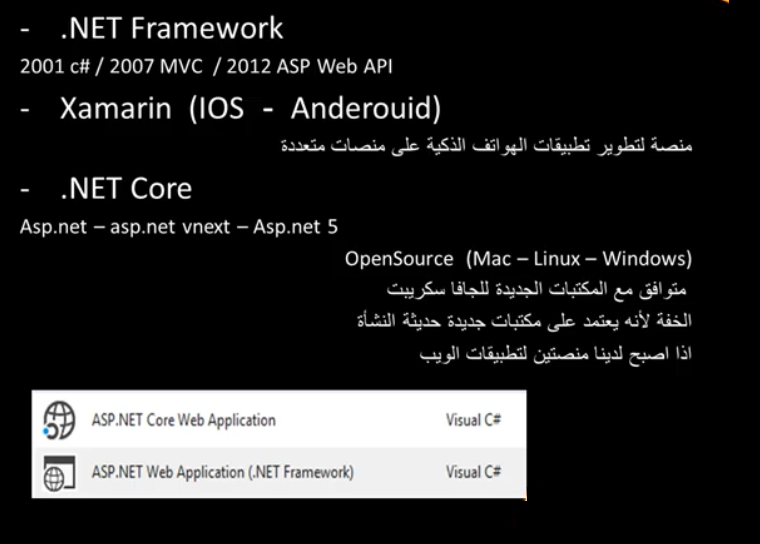 - .NET Framework
2001 c# / 2007 MVC / 2012 ASP Web API
- Xamarin (IOS - Anderouid)
منصة لتطوير تطبيقات الهواتف الذكية على منصات متعددة
- .NET Core
Asp.net – asp.net vnext – Asp.net 5
OpenSource (Mac – Linux – Windows)
متوافق مع المكتبات الجديدة للجافا سكريبت
الخفة لأنه يعتمد على مكتبات جديدة حديثة النشأة
اذا اصبح لدينا منصتين لتطبيقات الويب
ASP.NET Core Web Application Visual C#
ASP.NET Web Application (.NET Framework) Visual C#